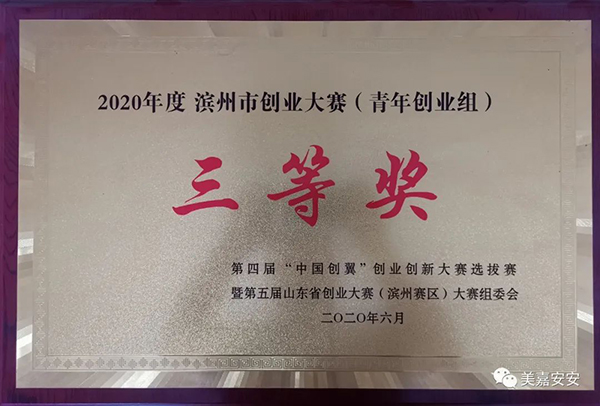 2020年度 滨州市创业大赛（青年创业组）
三等奖
第四届“中国创翼”创业创新大赛选拔赛
暨第五届山东省创业大赛（滨州赛区）大赛组委会
二〇二〇年六月
美嘉安安